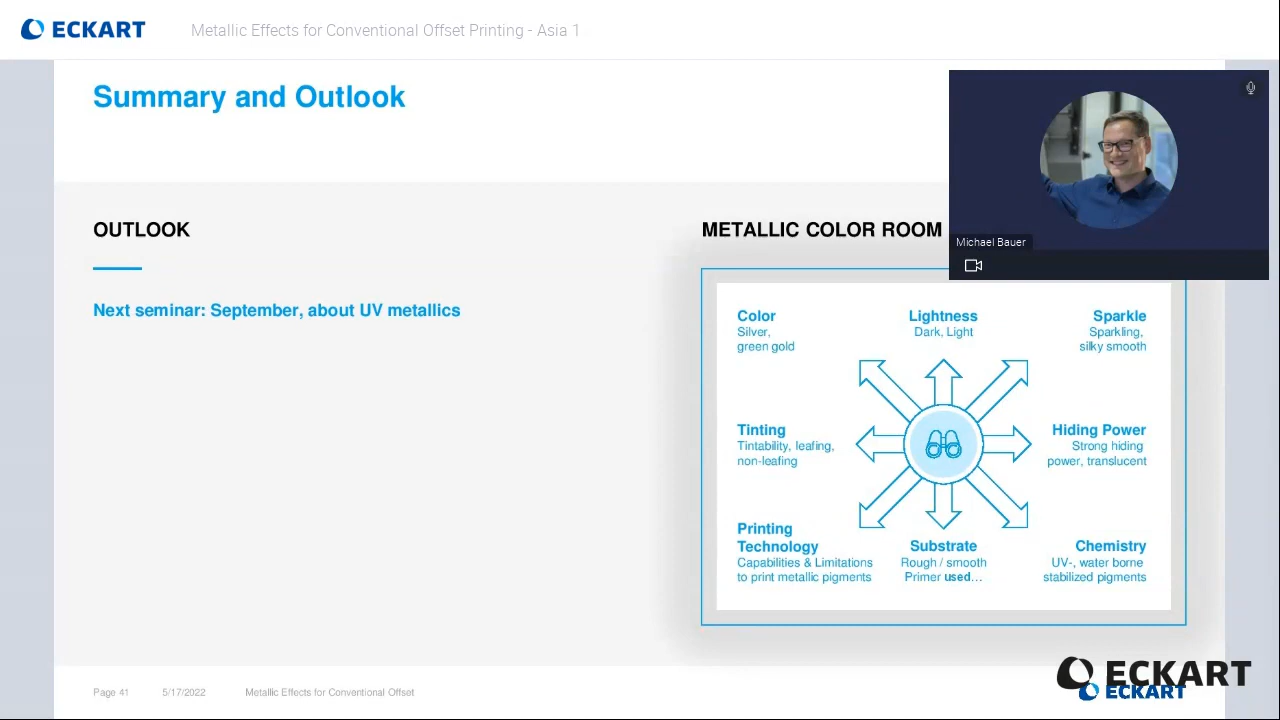 ECKART
Metallic Effects for Conventional Offset Printing - Asia 1
Summary and Outlook
Michael Bauer
OUTLOOK
Next seminar: September, about UV metallics
METALLIC COLOR ROOM
Color
Silver,
green gold
Lightness
Dark, Light
Sparkle
Sparkling,
silky smooth
Tinting
Tintability, leafing,
non-leafing
Hiding Power
Strong hiding
power, translucent
Printing
Technology
Capabilities & Limitations
to print metallic pigments
Substrate
Rough / smooth
Primer used...
Chemistry
UV-, water borne
stabilized pigments
Page 41
5/17/2022
Metallic Effects for Conventional Offset
ECKART
ECKART